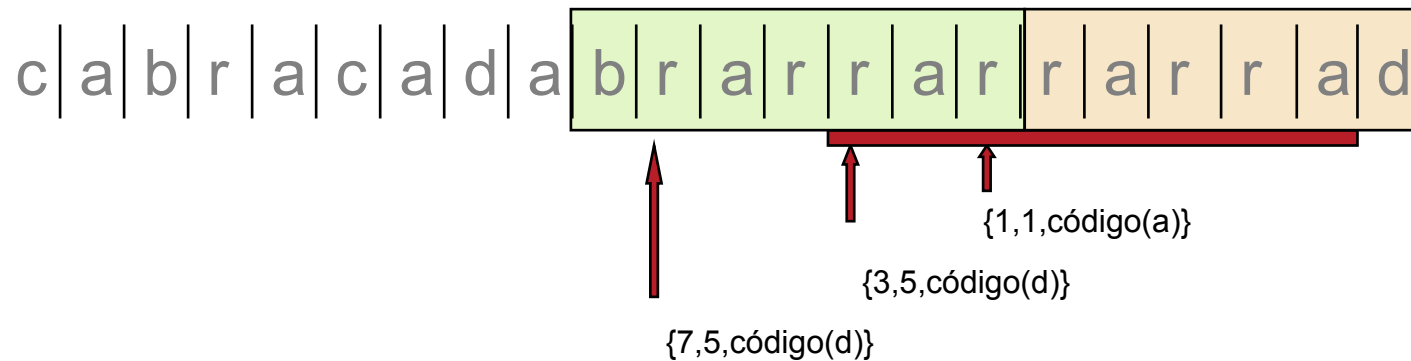 c a b r a c a d a b r a r r a r r a r r a d
{1,1,código(a)}
{3,5,código(d)}
{7,5,código(d)}